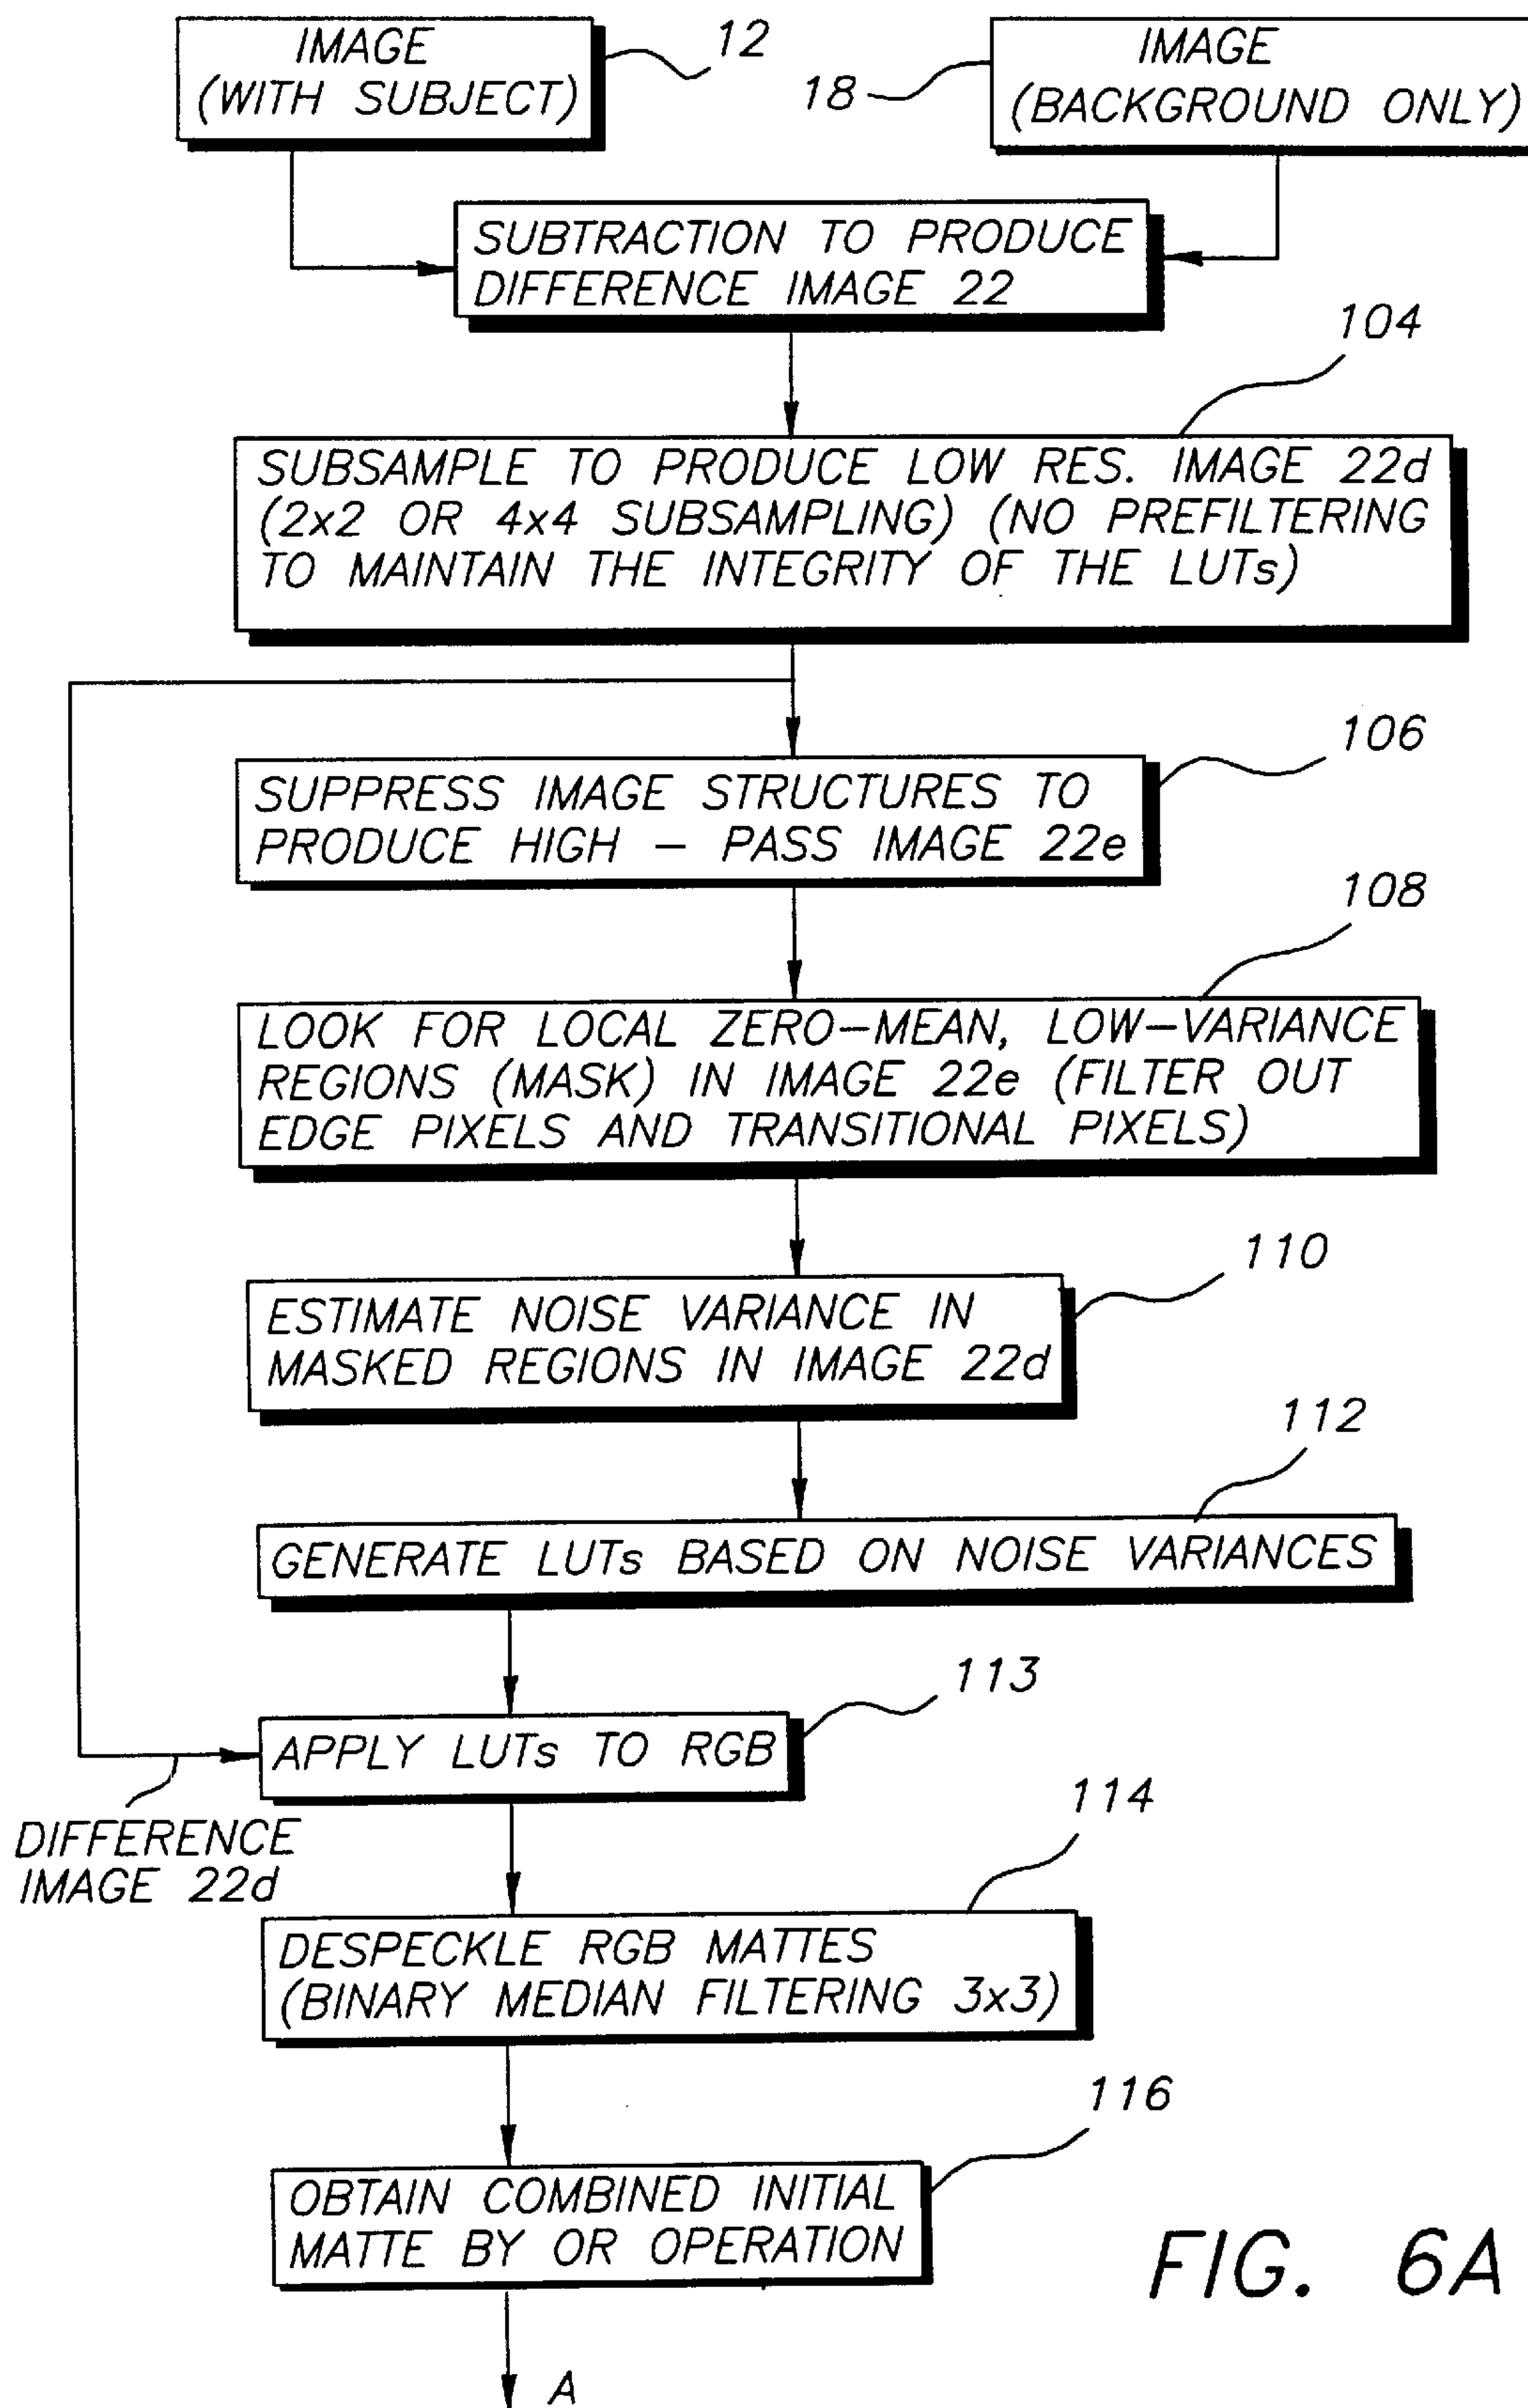 IMAGE
(WITH SUBJECT)
12
18
IMAGE
(BACKGROUND ONLY)
SUBTRACTION TO PRODUCE
DIFFERENCE IMAGE 22
104
SUBSAMPLE TO PRODUCE LOW RES. IMAGE 22d
(2x2 OR 4x4 SUBSAMPLING) (NO PREFILTERING
TO MAINTAIN THE INTEGRITY OF THE LUTs)
106
SUPPRESS IMAGE STRUCTURES TO
PRODUCE HIGH – PASS IMAGE 22e
108
LOOK FOR LOCAL ZERO–MEAN, LOW–VARIANCE
REGIONS (MASK) IN IMAGE 22e (FILTER OUT
EDGE PIXELS AND TRANSITIONAL PIXELS)
110
ESTIMATE NOISE VARIANCE IN
MASKED REGIONS IN IMAGE 22d
112
GENERATE LUTs BASED ON NOISE VARIANCES
113
APPLY LUTs TO RGB
DIFFERENCE
IMAGE 22d
114
DESPECKLE RGB MATTES
(BINARY MEDIAN FILTERING 3x3)
116
OBTAIN COMBINED INITIAL
MATTE BY OR OPERATION
A
FIG. 6A